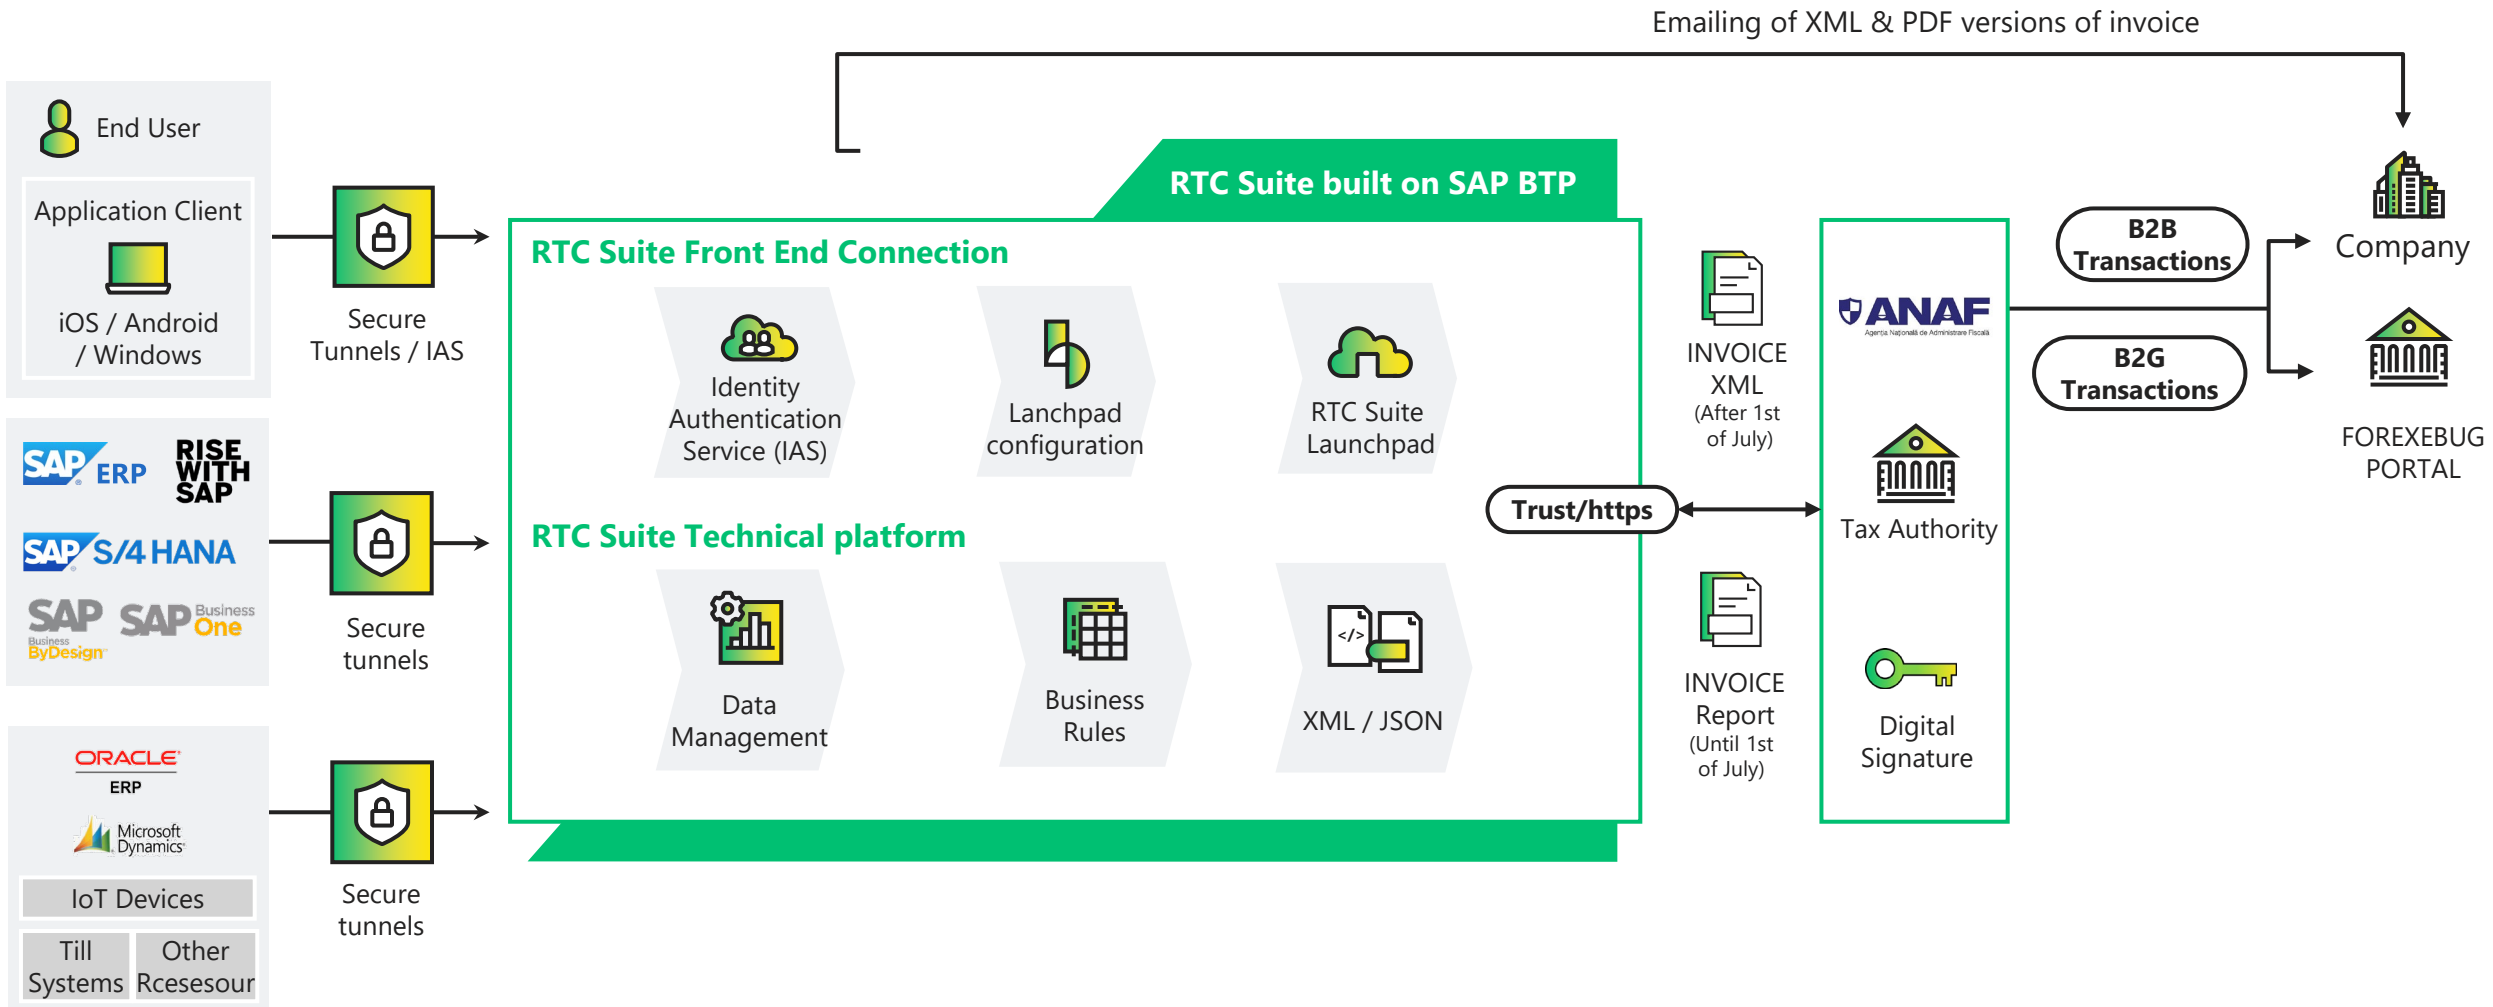 Emailing of XML & PDF versions of invoice
End User
Application Client
iOS / Android
/ Windows
Secure
Tunnels / IAS
SAP ERP
RISE
WITH
SAP
SAP S/4 HANA
SAP
Business
ByDesign
SAP Business
One
Secure
tunnels
ORACLE
ERP
Microsoft
Dynamics
IoT Devices
Till
Systems
Other
Rcesesour
Secure
tunnels
RTC Suite built on SAP BTP
RTC Suite Front End Connection
Identity
Authentication
Service (IAS)
Lanchpad
configuration
RTC Suite
Launchpad
RTC Suite Technical platform
Data
Management
Business
Rules
</>
XML / JSON
Trust/https
INVOICE
XML
(After 1st
of July)
INVOICE
Report
(Until 1st
of July)
ANAF
Agenția Națională de Administrare Fiscală
Tax Authority
Digital
Signature
B2B
Transactions
B2G
Transactions
Company
FOREXEBUG
PORTAL